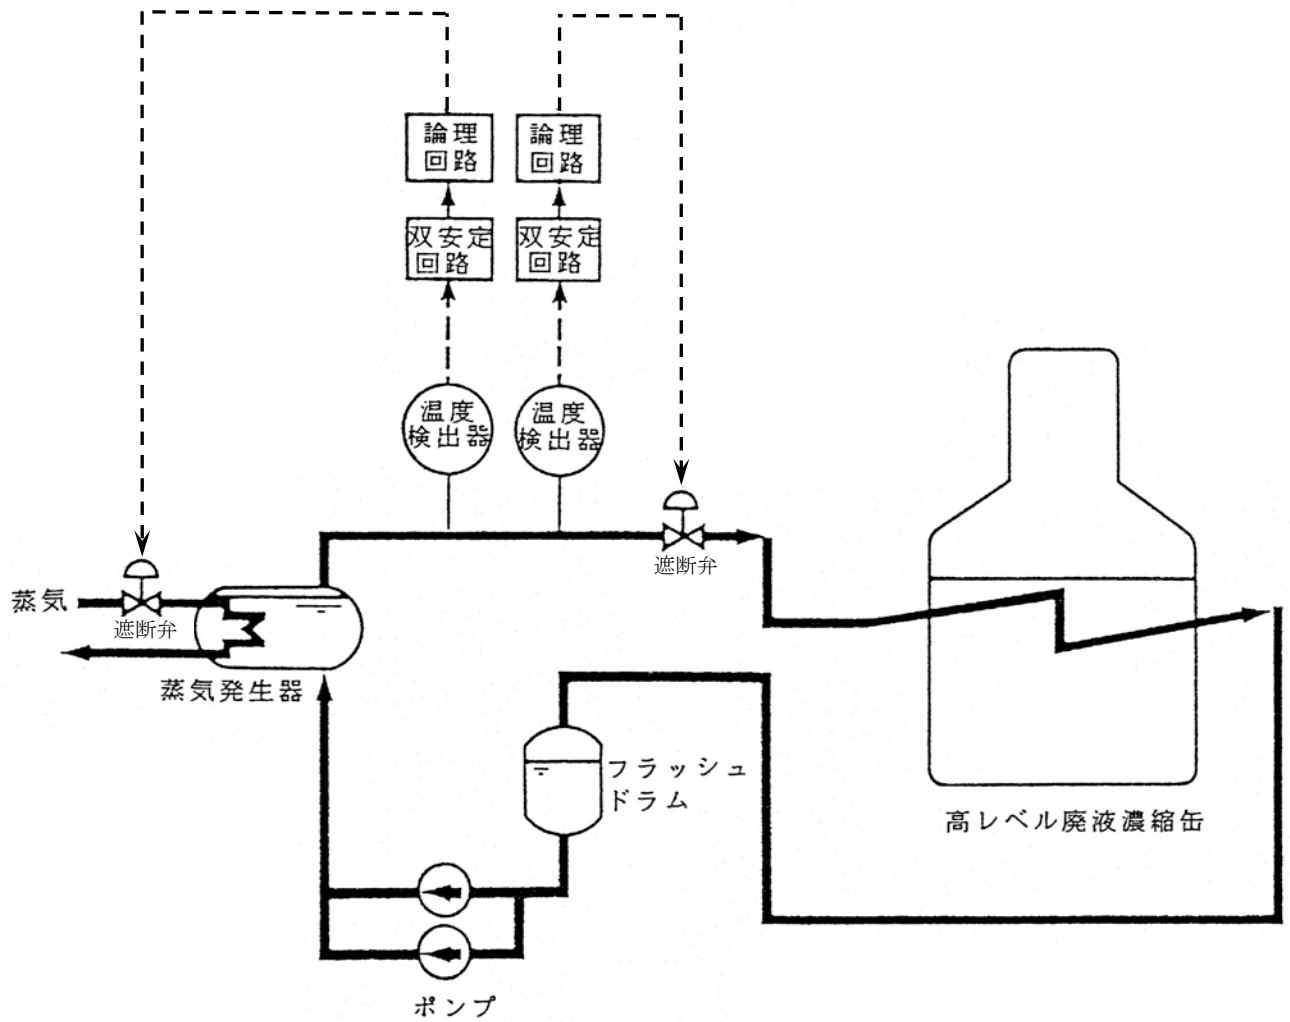 論理
回路
論理
回路
双安定
回路
双安定
回路
温度
検出器
温度
検出器
遮断弁
蒸気
遮断弁
蒸気発生器
フラッシュ
ドラム
高レベル廃液濃縮缶
ポンプ